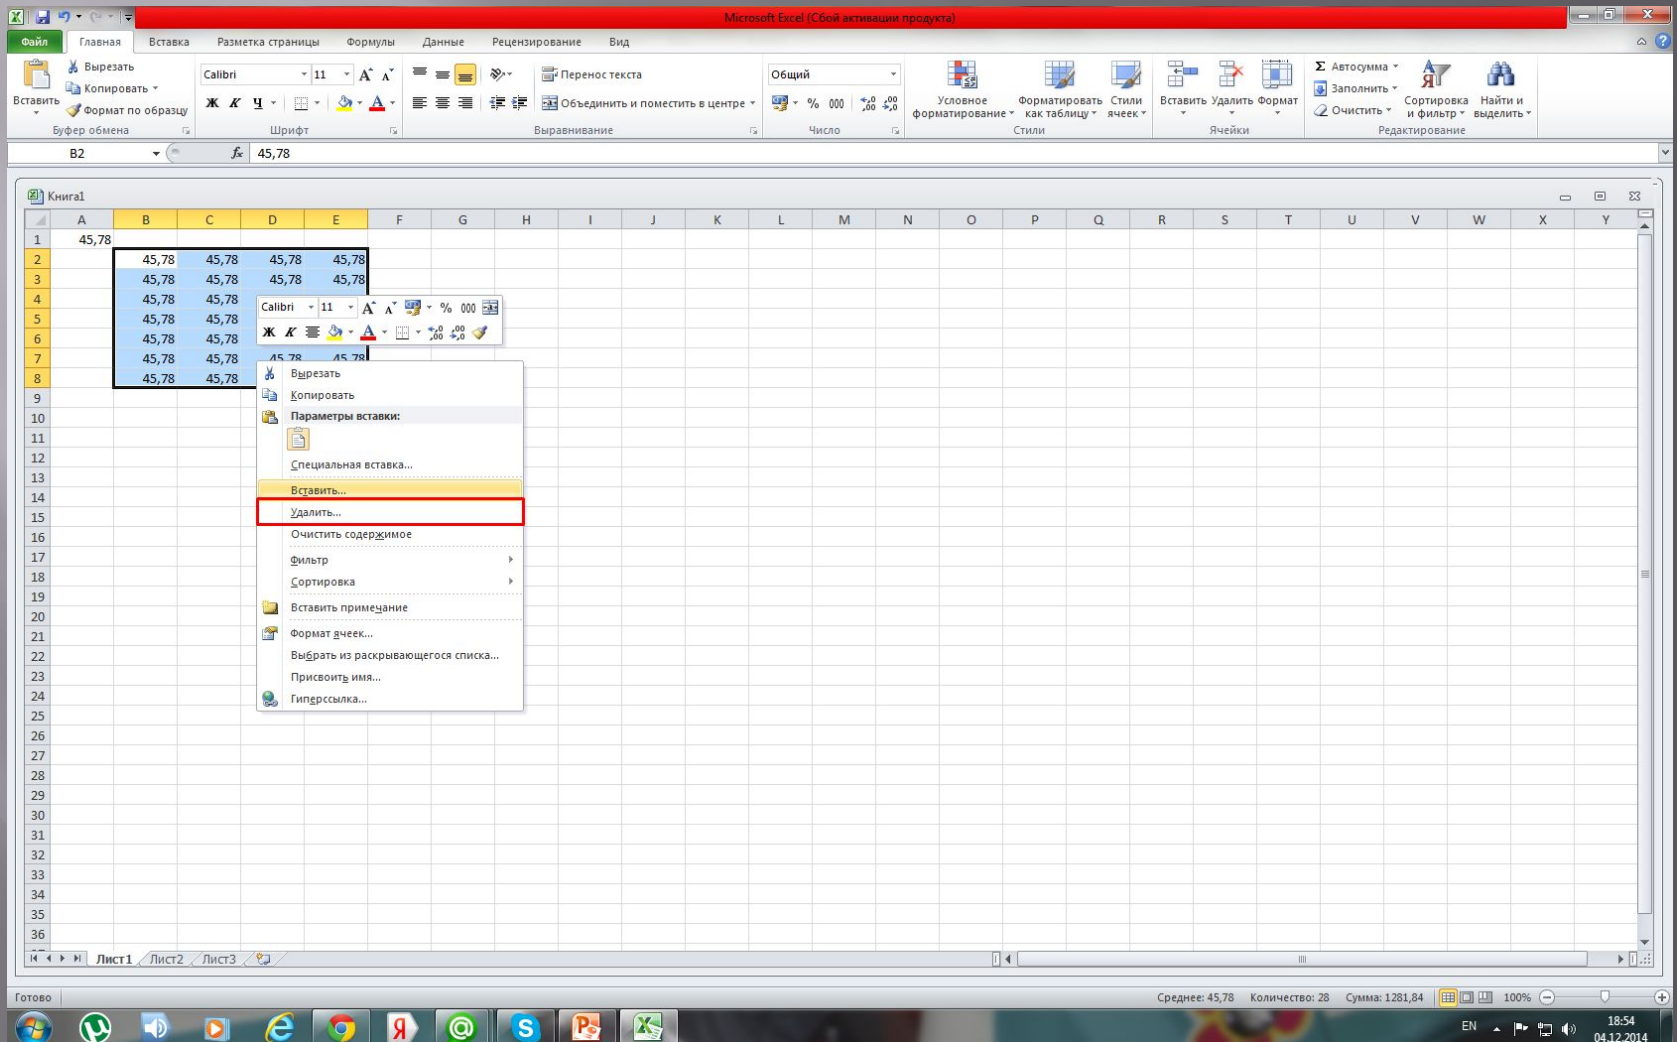 Microsoft Excel (Сбой активации продукта)
Файл Главная Вставка Разметка страницы Формулы Данные Рецензирование Вид
Вставить
Вырезать
Копировать
Формат по образцу
Буфер обмена
Calibri 11
Ж К Ч
Шрифт
Перенос текста
Объединить и поместить в центре
Выравнивание
Общий
% 000
Число
Условное форматирование
Форматировать как таблицу
Стили ячеек
Стили
Вставить Удалить Формат
Ячейки
Σ Автосумма
Заполнить
Очистить
Сортировка и фильтр
Найти и выделить
Редактирование
B2 fx 45,78
Книга1
A B C D E F G H I J K L M N O P Q R S T U V W X Y
1 45,78
2 45,78 45,78 45,78 45,78
3 45,78 45,78 45,78 45,78
4 45,78 45,78
5 45,78 45,78
6 45,78 45,78
7 45,78 45,78 45,78 45,78
8 45,78 45,78
9
10
11
12
13
14
15
16
17
18
19
20
21
22
23
24
25
26
27
28
29
30
31
32
33
34
35
36
Calibri 11 % 000
Ж К
Вырезать
Копировать
Параметры вставки:
Специальная вставка...
Вставить...
Удалить...
Очистить содержимое
Фильтр
Сортировка
Вставить примечание
Формат ячеек...
Выбрать из раскрывающегося списка...
Присвоить имя...
Гиперссылка...
Лист1 Лист2 Лист3
Готово Среднее: 45,78 Количество: 28 Сумма: 1281,84 100%
EN 18:54
04.12.2014